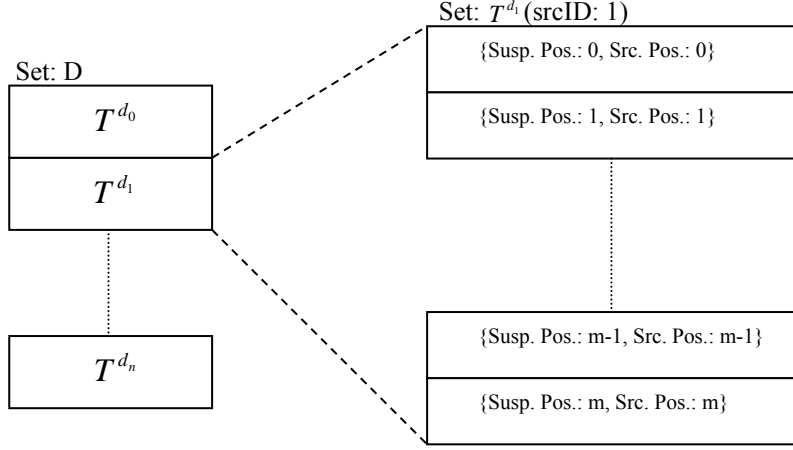 Set: D
T^{d_0}
T^{d_1}
T^{d_n}
Set: T^{d_1} (srcID: 1)
{Susp. Pos.: 0, Src. Pos.: 0}
{Susp. Pos.: 1, Src. Pos.: 1}
{Susp. Pos.: m-1, Src. Pos.: m-1}
{Susp. Pos.: m, Src. Pos.: m}